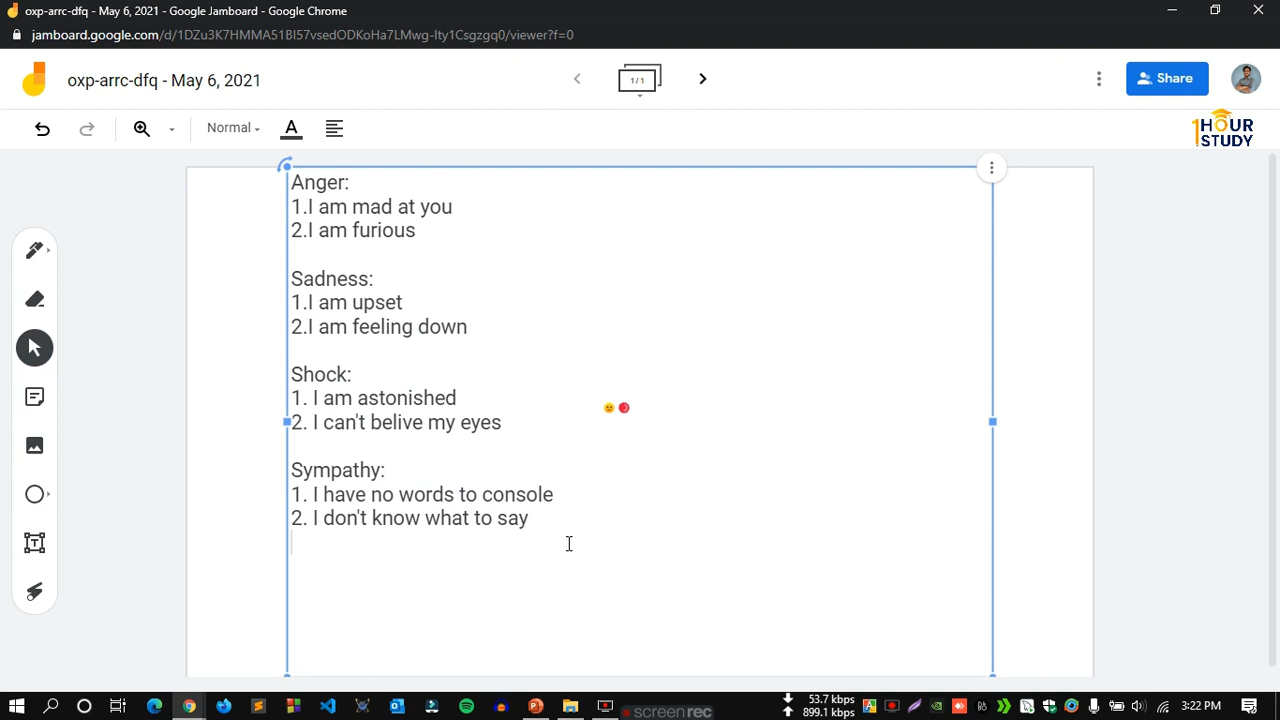 oxp-arrc-dfq - May 6, 2021 - Google Jamboard - Google Chrome
jamboard.google.com/d/1DZu3K7HMMA51BI57vsedODKoHa7LMwg-Ity1Csgzgq0/viewer?f=0
oxp-arrc-dfq - May 6, 2021
1/1
Share
Normal
1HOUR
STUDY
Anger:
1.I am mad at you
2.I am furious
Sadness:
1.I am upset
2.I am feeling down
Shock:
1. I am astonished
2. I can't belive my eyes
Sympathy:
1. I have no words to console
2. I don't know what to say
53.7 kbps
899.1 kbps
screenrec
3:22 PM